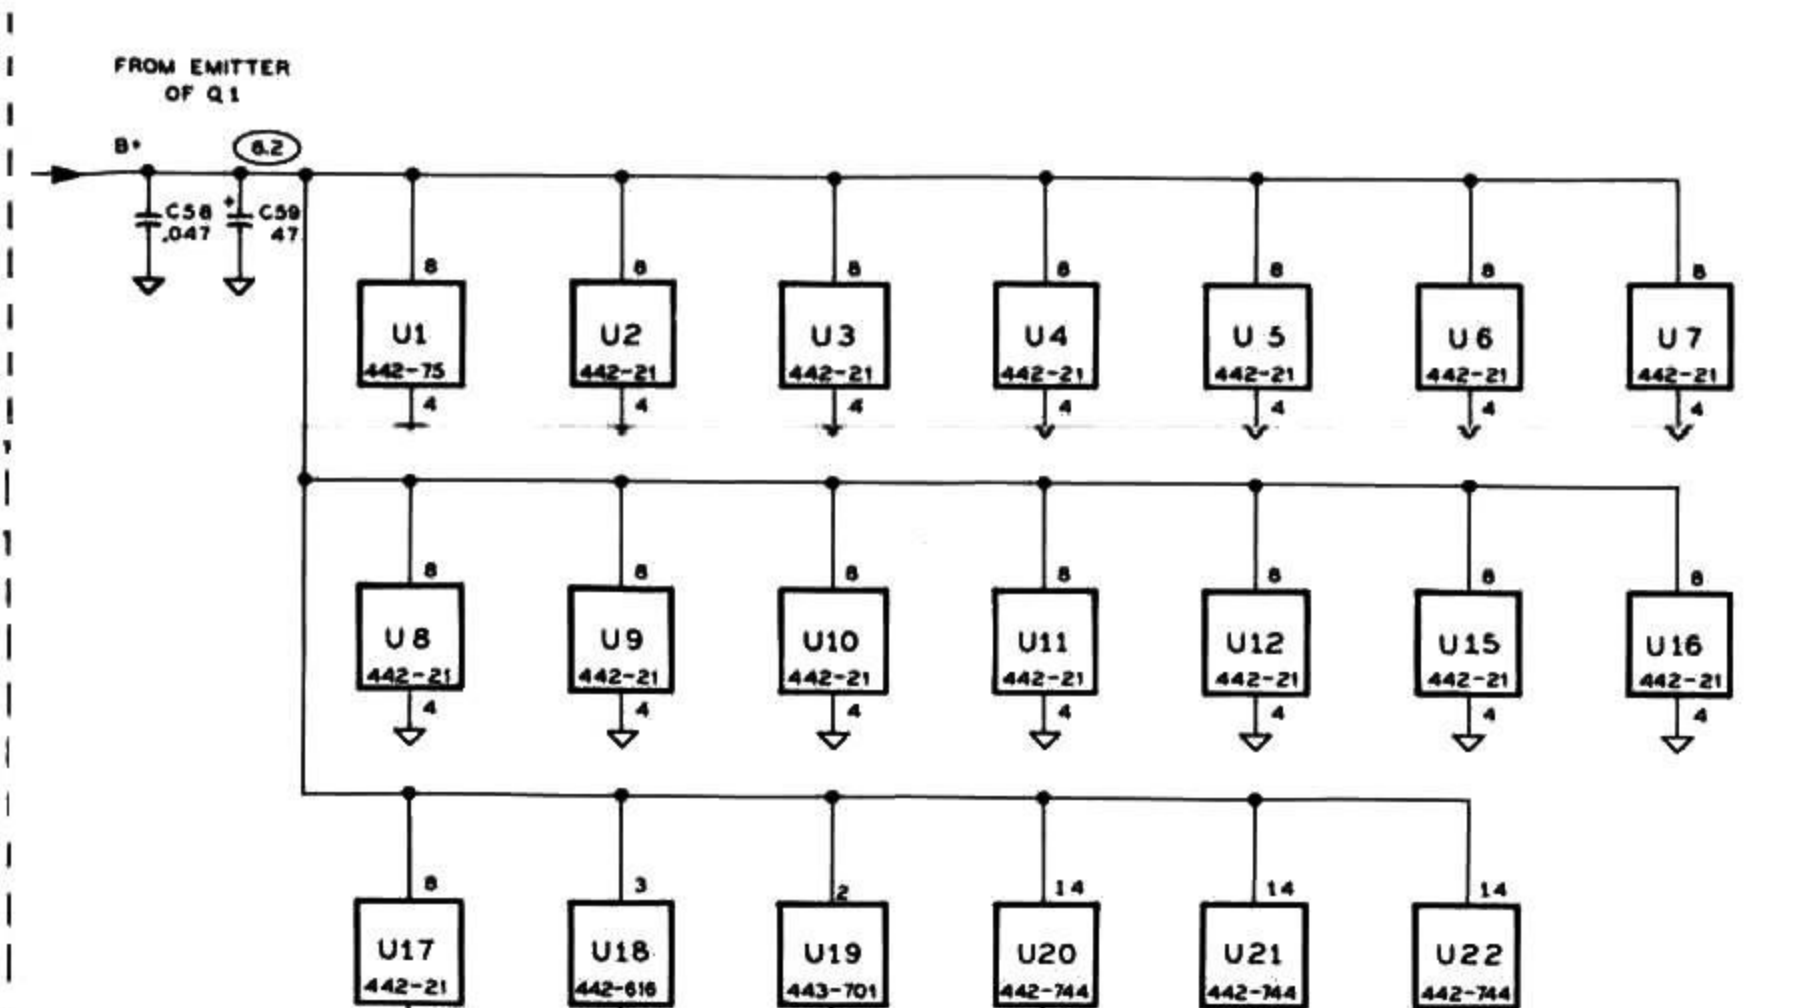 FROM EMITTER
OF Q1
B+
8.2
C58
.047
+
C59
47
8 8 8 8 8 8 8
U1 U2 U3 U4 U5 U6 U7
442-75 442-21 442-21 442-21 442-21 442-21 442-21
4 4 4 4 4 4 4
8 8 8 8 8 8 8
U8 U9 U10 U11 U12 U15 U16
442-21 442-21 442-21 442-21 442-21 442-21 442-21
4 4 4 4 4 4 4
8 3 2 14 14 14
U17 U18 U19 U20 U21 U22
442-21 442-616 443-701 442-744 442-744 442-744